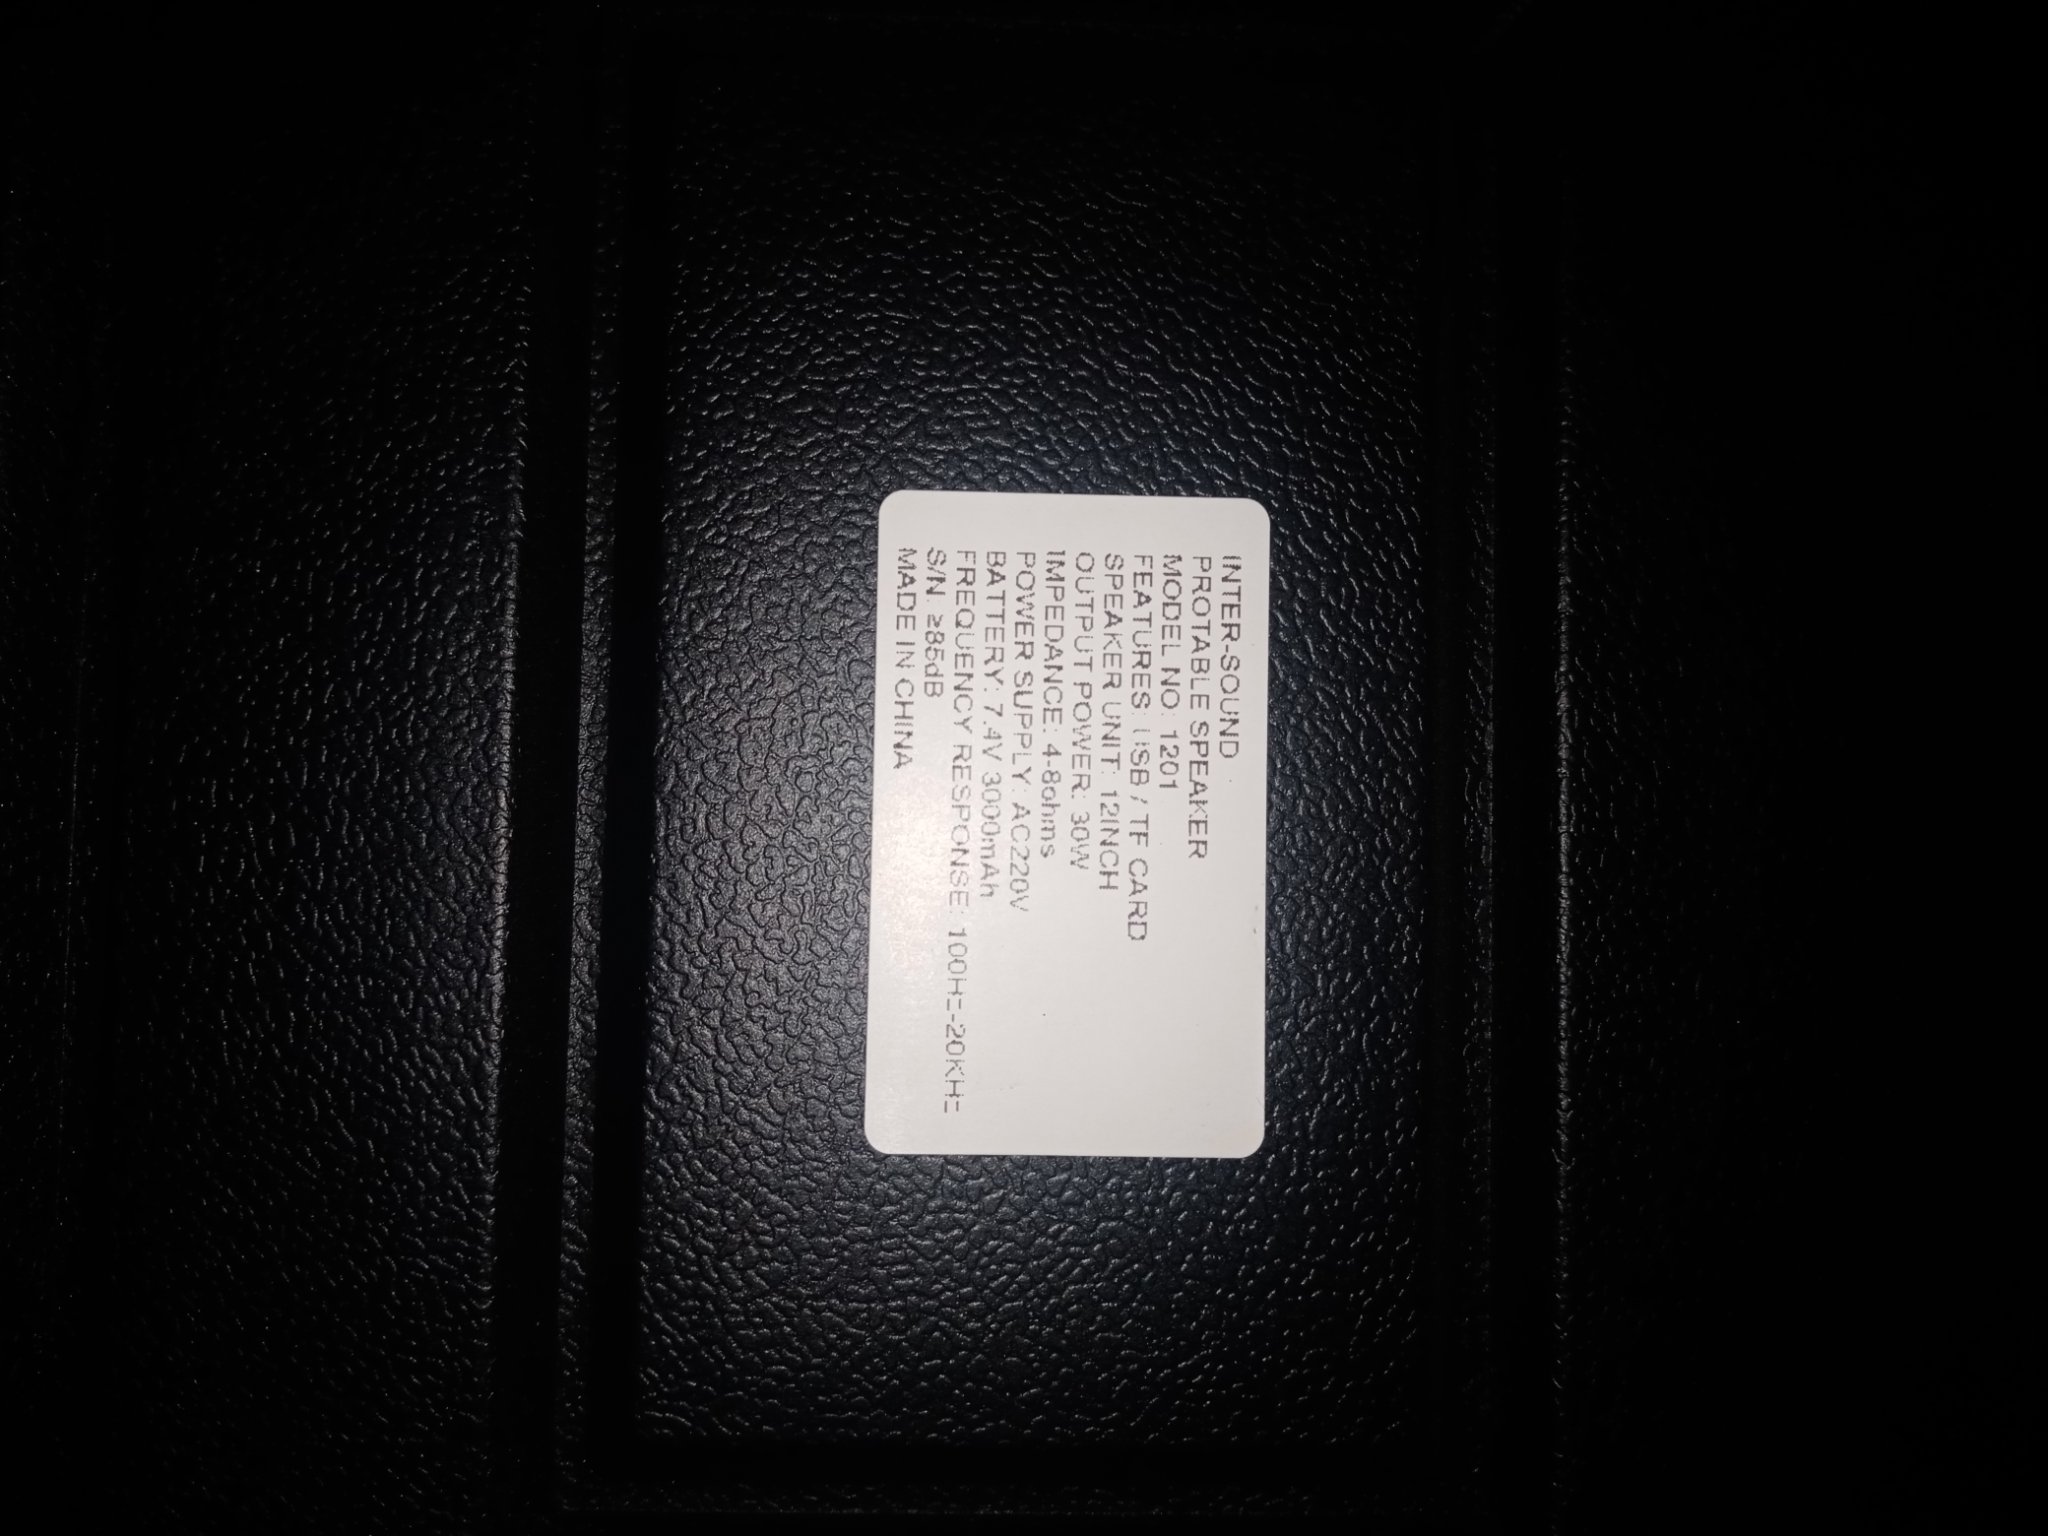 INTER-SOUND
PROTABLE SPEAKER
MODEL NO: 1201
FEATURES: USB / TF CARD
SPEAKER UNIT: 12INCH
OUTPUT POWER: 30W
IMPEDANCE: 4-8ohms
POWER SUPPLY: AC220V
BATTERY: 7.4V 3000mAh
FREQUENCY RESPONSE: 100Hz-20KHz
S/N: ≥85dB
MADE IN CHINA